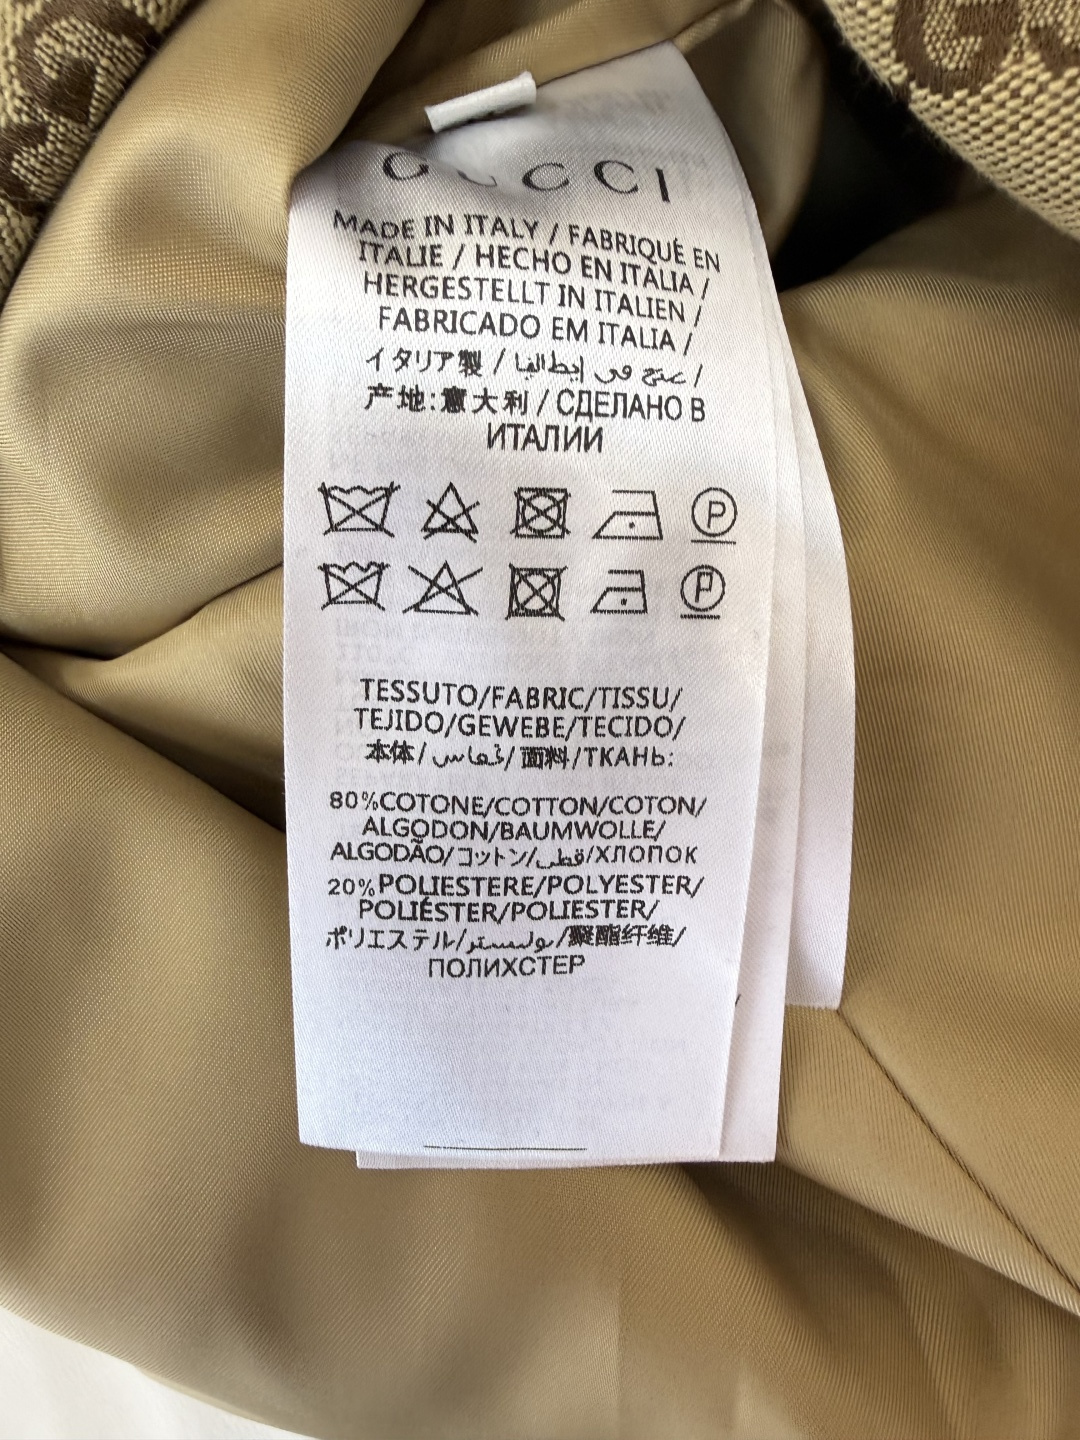 GUCCI
MADE IN ITALY / FABRIQUÉ EN
ITALIE / HECHO EN ITALIA /
HERGESTELLT IN ITALIEN /
FABRICADO EM ITALIA /
イタリア製 / عتج في إيطاليا /
产地:意大利 / СДЕЛАНО В
ИТАЛИИ
P
P
TESSUTO/FABRIC/TISSU/
TEJIDO/GEWEBE/TECIDO/
本体/ /面料/ТКАНЬ:
80%COTONE/COTTON/COTON/
ALGODON/BAUMWOLLE/
ALGODÃO/コットン/قطن/ХЛОПОК
20%POLIESTERE/POLYESTER/
POLIÉSTER/POLIESTER/
ポリエステル/بوليستر/聚酯纤维/
ПОЛИХСТЕР